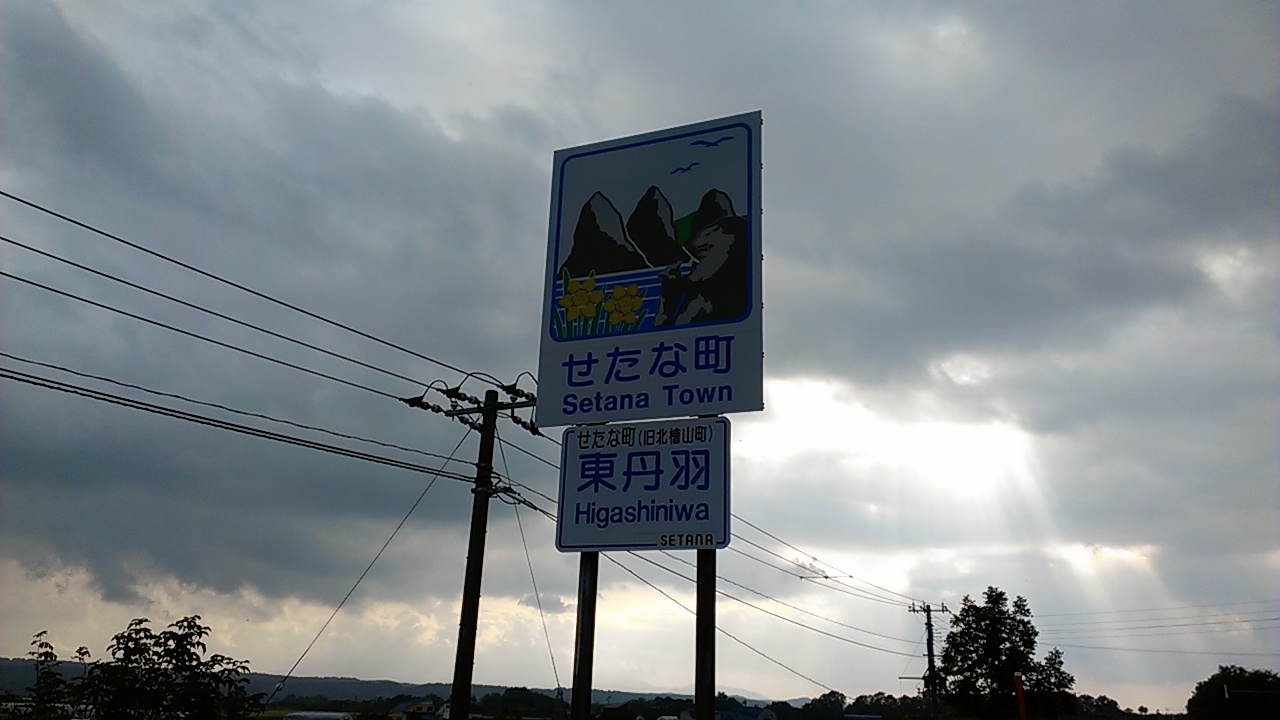 せたな町
Setana Town
せたな町(旧北檜山町)
東丹羽
Higashiniwa
SETANA